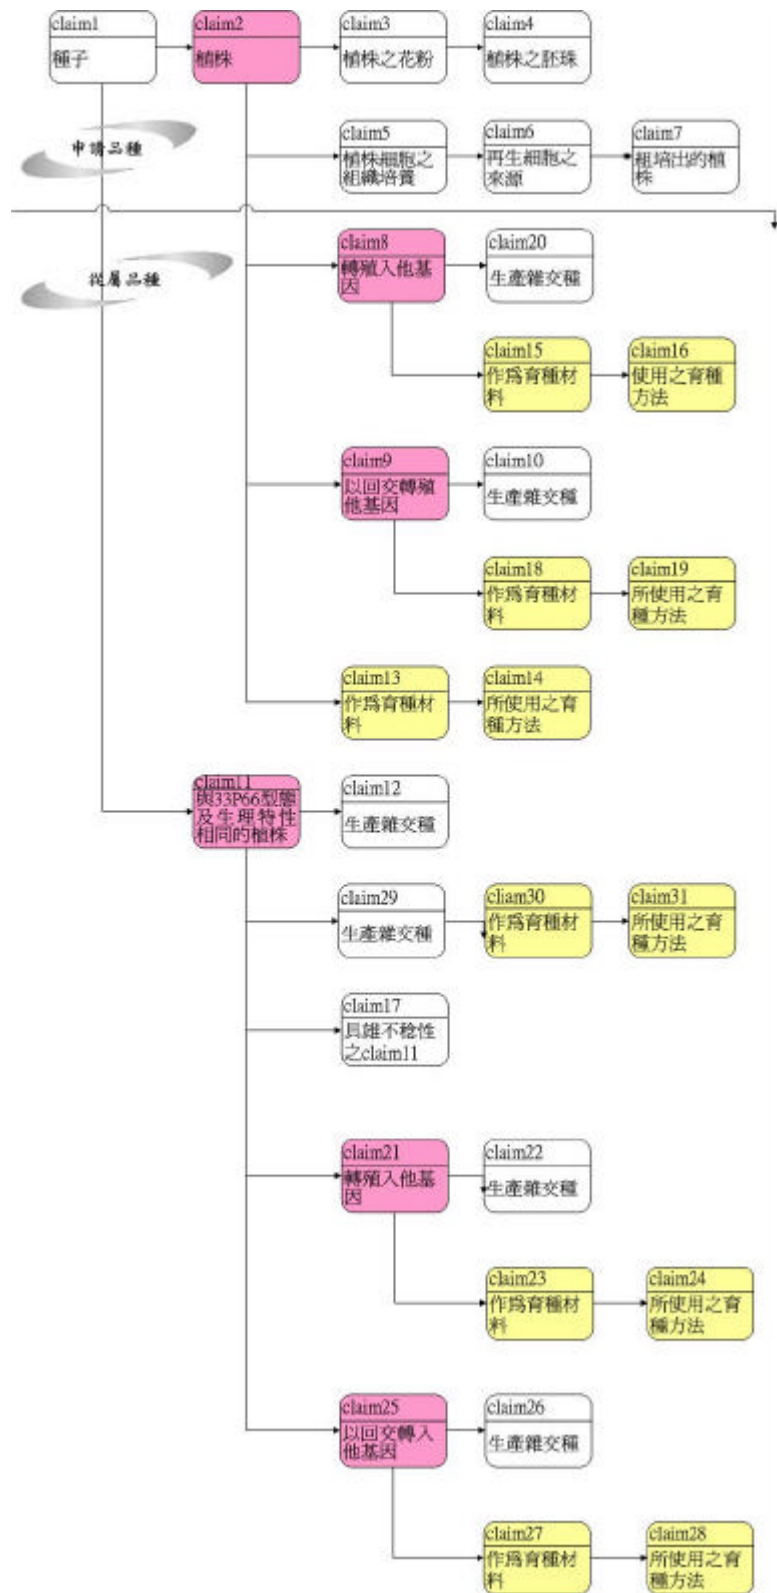 claim1
種子
claim2
植株
claim3
植株之花粉
claim4
植株之胚珠
申請品種
claim5
植株細胞之
組織培養
claim6
再生細胞之
來源
claim7
組培出的植
株
從屬品種
claim8
轉殖入他基
因
claim20
生產雜交種
claim15
作為育種材
料
claim16
使用之育種
方法
claim9
以回交轉殖
他基因
claim10
生產雜交種
claim18
作為育種材
料
claim19
所使用之育
種方法
claim13
作為育種材
料
claim14
所使用之育
種方法
claim11
與33P66型態
及生理特性
相同的植株
claim12
生產雜交種
claim29
生產雜交種
cliam30
作為育種材
料
claim31
所使用之育
種方法
claim17
具雄不稔性
之claim11
claim21
轉殖入他基
因
claim22
生產雜交種
claim23
作為育種材
料
claim24
所使用之育
種方法
claim25
以回交轉入
他基因
claim26
生產雜交種
claim27
作為育種材
料
claim28
所使用之育
種方法